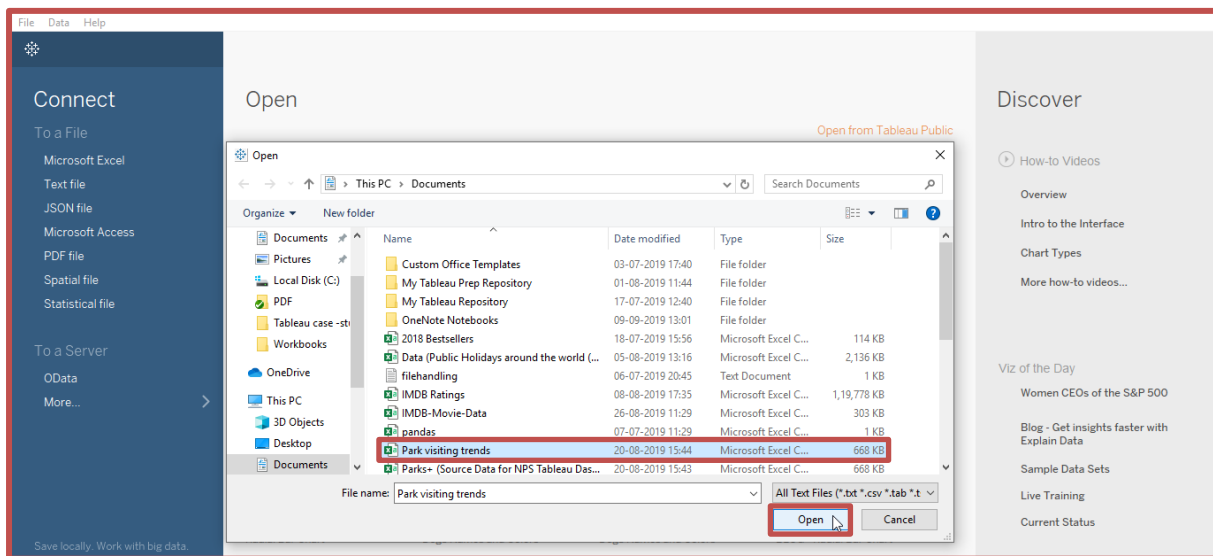 File Data Help
Connect
To a File
Microsoft Excel
Text file
JSON file
Microsoft Access
PDF file
Spatial file
Statistical file
To a Server
OData
More...
Save locally. Work with big data.
Open
Open from Tableau Public
Open
This PC > Documents
Search Documents
Organize New folder
Documents
Pictures
Local Disk (C:)
PDF
Tableau case -stu
Workbooks
OneDrive
This PC
3D Objects
Desktop
Documents
Name Date modified Type Size
Custom Office Templates 03-07-2019 17:40 File folder
My Tableau Prep Repository 01-08-2019 11:44 File folder
My Tableau Repository 17-07-2019 12:40 File folder
OneNote Notebooks 09-09-2019 13:01 File folder
2018 Bestsellers 18-07-2019 15:56 Microsoft Excel C... 114 KB
Data (Public Holidays around the world (... 05-08-2019 13:16 Microsoft Excel C... 2,136 KB
filehandling 06-07-2019 20:45 Text Document 1 KB
IMDB Ratings 08-08-2019 17:35 Microsoft Excel C... 1,19,778 KB
IMDB-Movie-Data 26-08-2019 11:29 Microsoft Excel C... 303 KB
pandas 07-07-2019 11:29 Microsoft Excel C... 1 KB
Park visiting trends 20-08-2019 15:44 Microsoft Excel C... 668 KB
Parks+ (Source Data for NPS Tableau Das... 20-08-2019 15:43 Microsoft Excel C... 668 KB
File name: Park visiting trends All Text Files (*.txt *.csv *.tab *.t
Open Cancel
Discover
How-to Videos
Overview
Intro to the Interface
Chart Types
More how-to videos...
Viz of the Day
Women CEOs of the S&P 500
Blog - Get insights faster with
Explain Data
Sample Data Sets
Live Training
Current Status